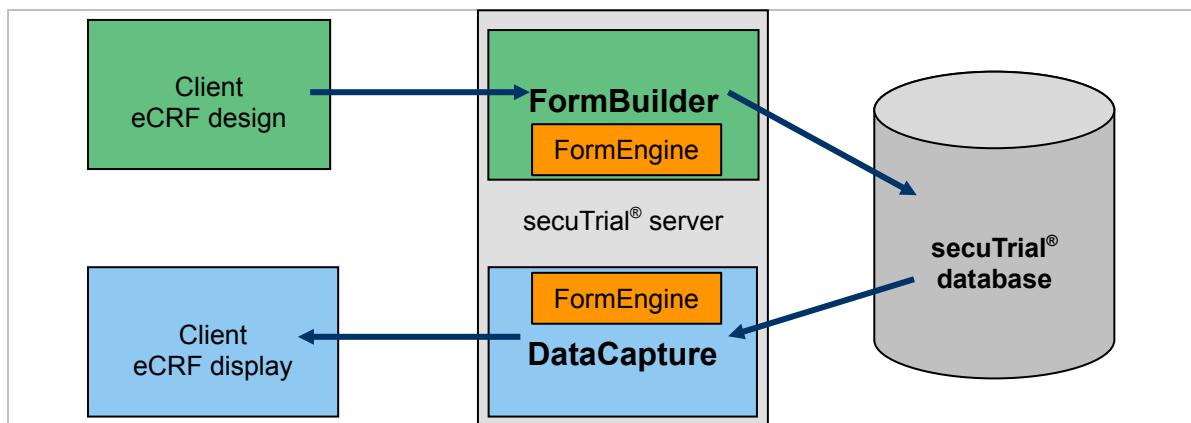 Client
eCRF design
FormBuilder
FormEngine
secuTrial® server
secuTrial®
database
FormEngine
DataCapture
Client
eCRF display